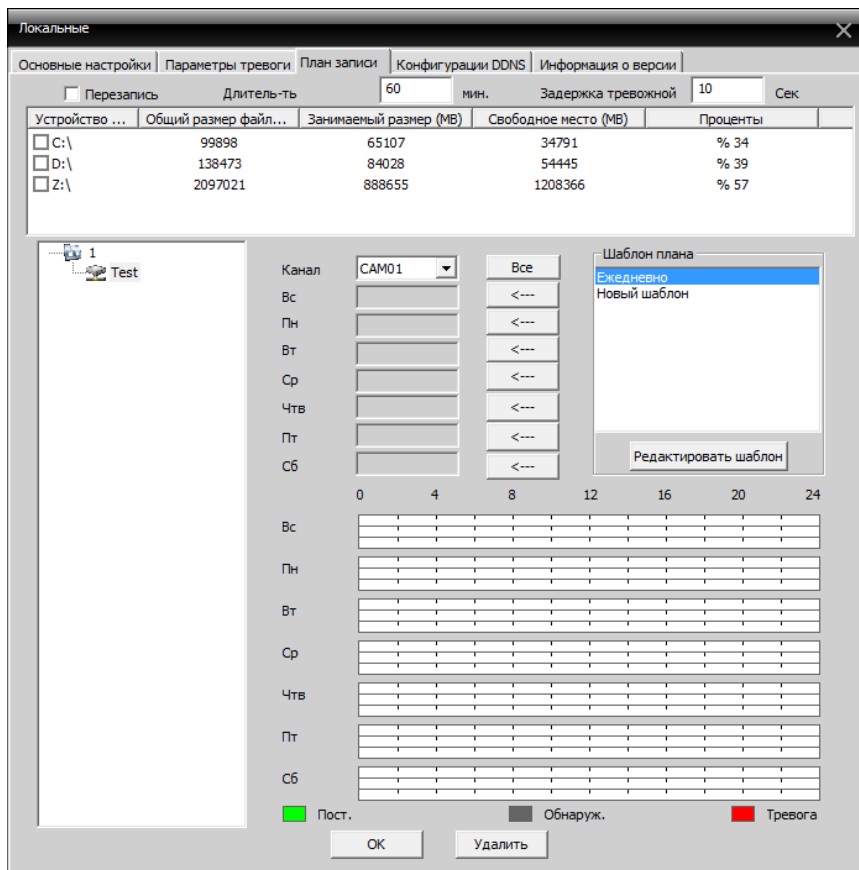 Локальные
Основные настройки Параметры тревоги План записи Конфигурации DDNS Информация о версии
Перезапись Длитель-ть 60 мин. Задержка тревожной 10 Сек
Устройство ... Общий размер файл... Занимаемый размер (MB) Свободное место (MB) Проценты
C:\ 99898 65107 34791 % 34
D:\ 138473 84028 54445 % 39
Z:\ 2097021 888655 1208366 % 57
1
Test
Канал CAM01 Все
Вс <---
Пн <---
Вт <---
Ср <---
Чтв <---
Пт <---
Сб <---
Шаблон плана
Ежедневно
Новый шаблон
Редактировать шаблон
0 4 8 12 16 20 24
Вс
Пн
Вт
Ср
Чтв
Пт
Сб
Пост. Обнаруж. Тревога
OK Удалить